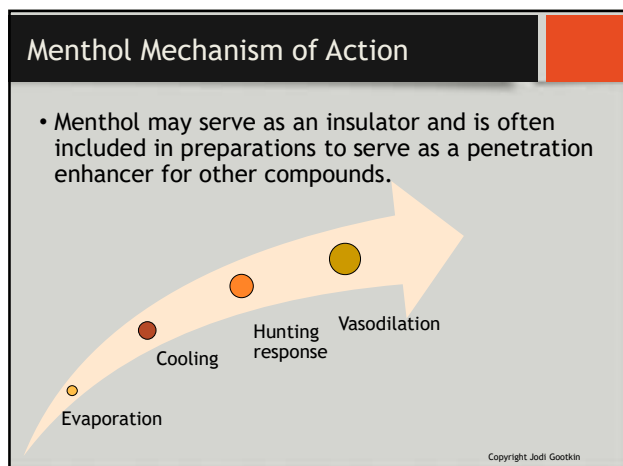 Menthol Mechanism of Action
• Menthol may serve as an insulator and is often
included in preparations to serve as a penetration
enhancer for other compounds.
Evaporation
Cooling
Hunting
response
Vasodilation
Copyright Jodi Gootkin